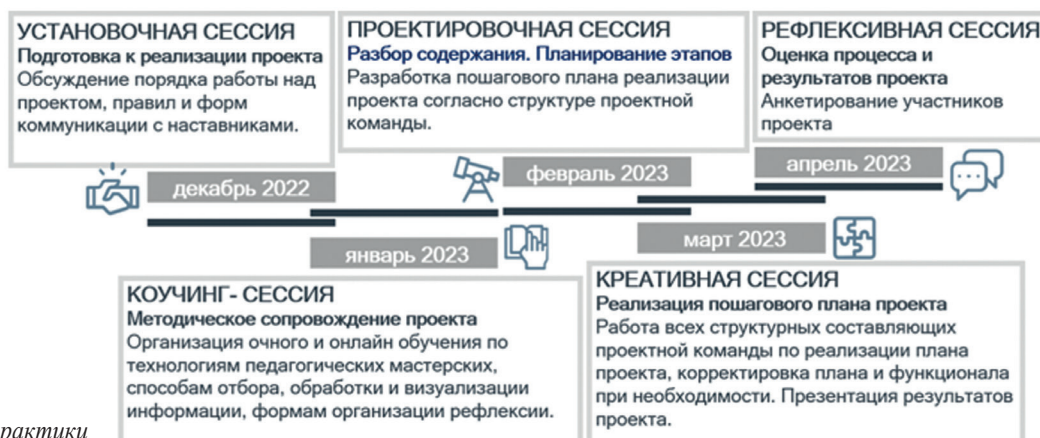 УСТАНОВОЧНАЯ СЕССИЯ
Подготовка к реализации проекта
Обсуждение порядка работы над
проектом, правил и форм
коммуникации с наставниками.
ПРОЕКТИРОВОЧНАЯ СЕССИЯ
Разбор содержания. Планирование этапов
Разработка пошагового плана реализации
проекта согласно структуре проектной
команды.
РЕФЛЕКСИВНАЯ СЕССИЯ
Оценка процесса и
результатов проекта
Анкетирование участников
проекта
декабрь 2022
февраль 2023
апрель 2023
январь 2023
март 2023
КОУЧИНГ- СЕССИЯ
Методическое сопровождение проекта
Организация очного и онлайн обучения по
технологиям педагогических мастерских,
способам отбора, обработки и визуализации
информации, формам организации рефлексии.
КРЕАТИВНАЯ СЕССИЯ
Реализация пошагового плана проекта
Работа всех структурных составляющих
проектной команды по реализации плана
проекта, корректировка плана и функционала
при необходимости. Презентация результатов
проекта.
рактики